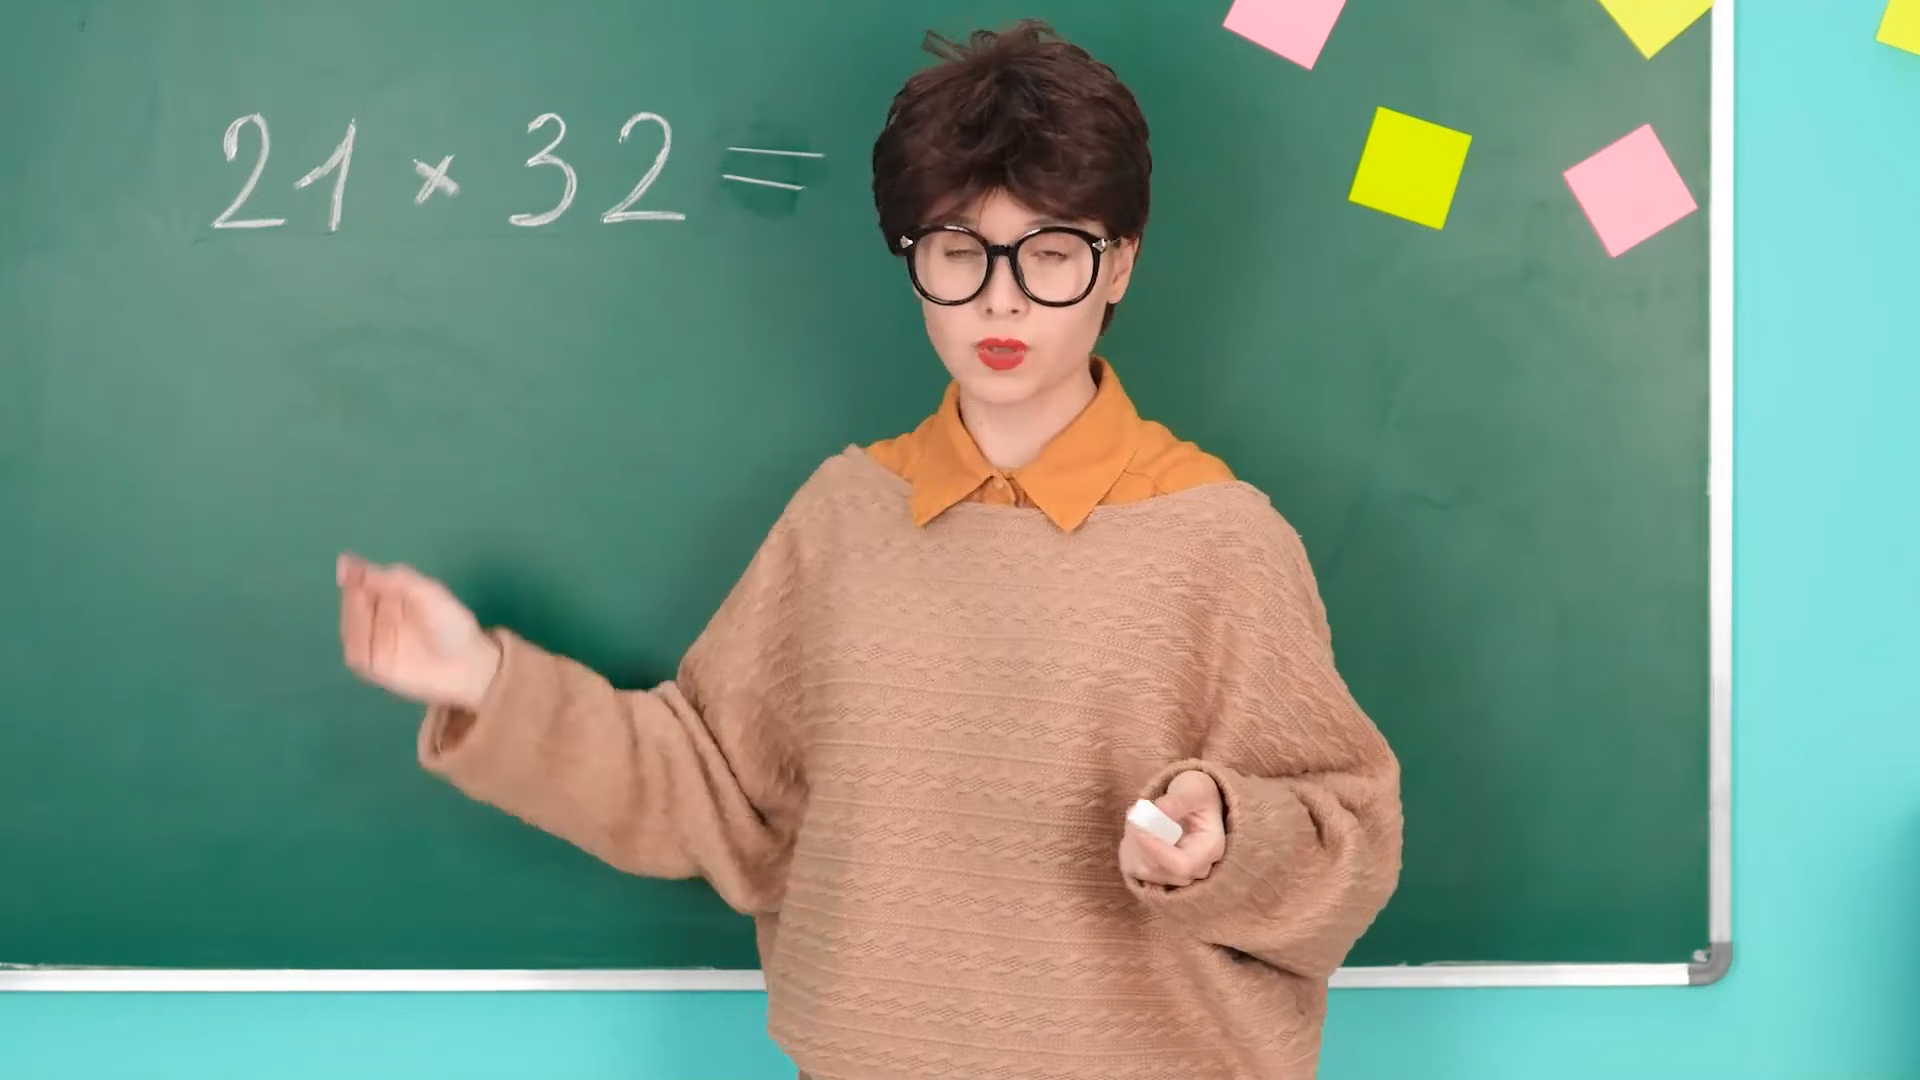 21 × 32 =